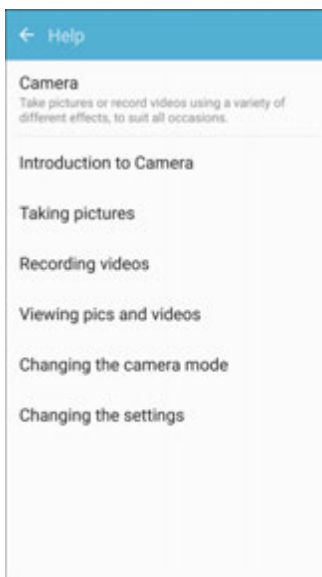 Help
Camera
Take pictures or record videos using a variety of
different effects, to suit all occasions.
Introduction to Camera
Taking pictures
Recording videos
Viewing pics and videos
Changing the camera mode
Changing the settings